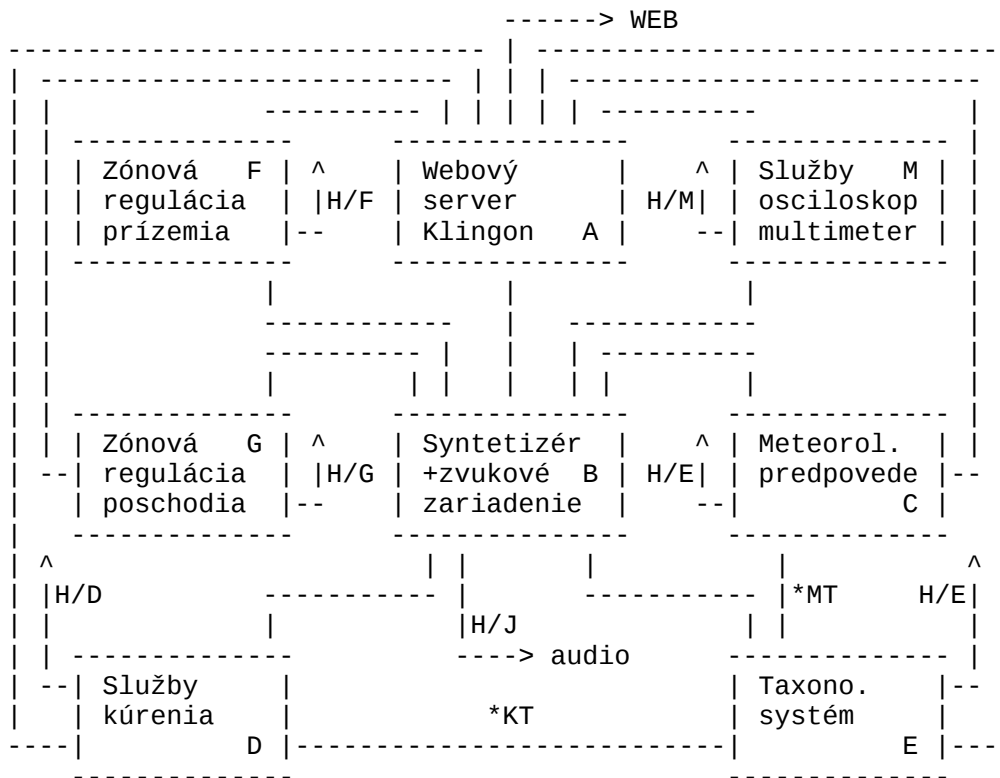 ------> WEB
Zónová F
regulácia
prízemia
H/F
Webový
server
Klingon A
H/M
Služby M
osciloskop
multimeter
Zónová G
regulácia
poschodia
H/G
Syntetizér
+zvukové B
zariadenie
H/E
Meteorol.
predpovede
C
H/D
*MT
H/E
H/J
----> audio
Služby
kúrenia
D
*KT
Taxono.
systém
E